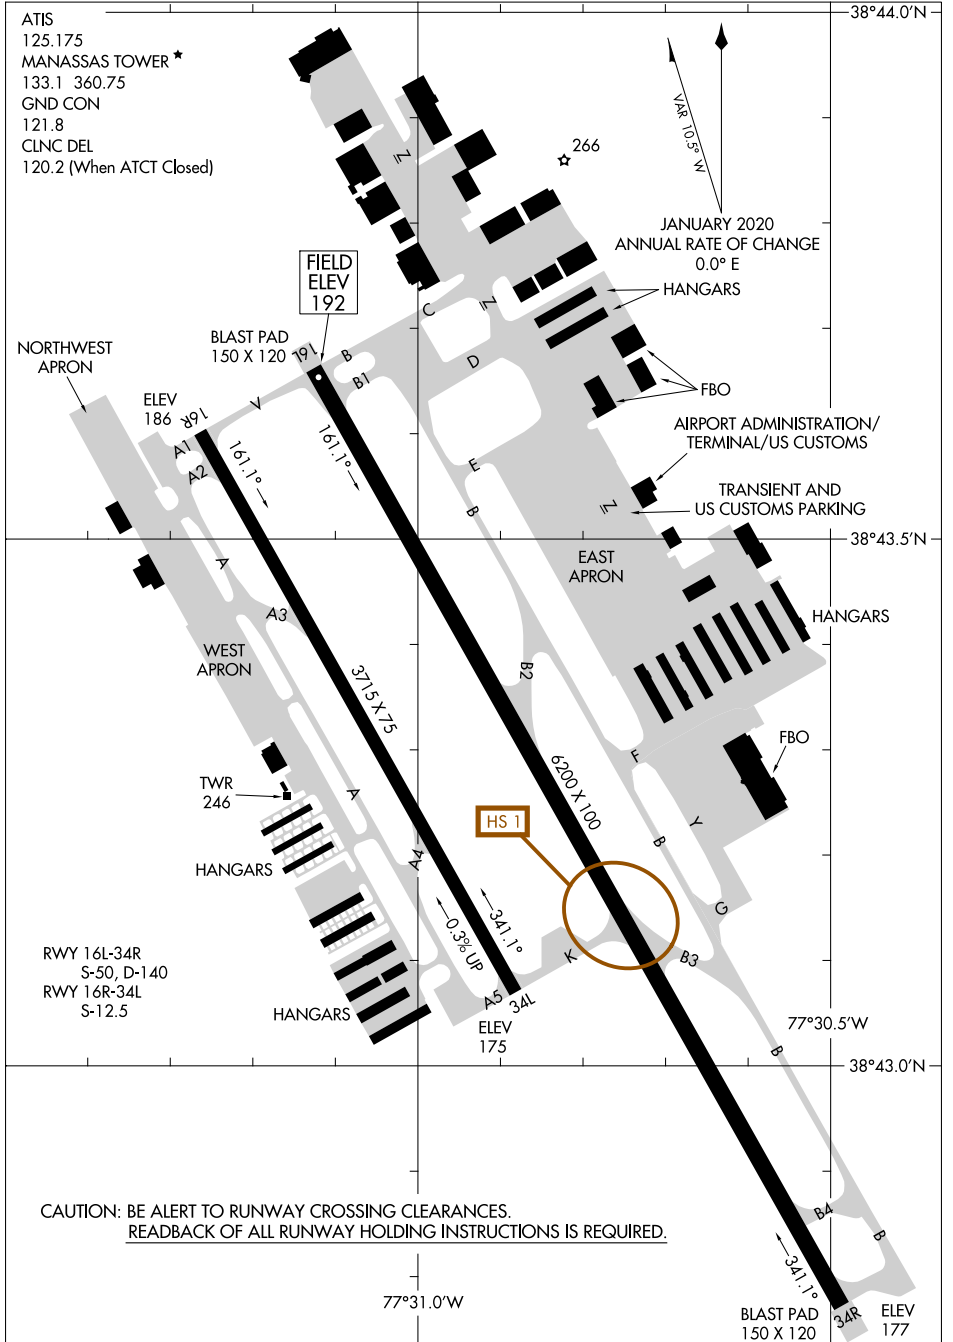 ATIS
125.175
MANASSAS TOWER
133.1 360.75
GND CON
121.8
CLNC DEL
120.2 (When ATCT Closed)
38°44.0'N
VAR 10.5° W
266
JANUARY 2020
ANNUAL RATE OF CHANGE
0.0° E
HANGARS
FIELD
ELEV
192
BLAST PAD
150 X 120
16L
NORTHWEST
APRON
ELEV
186
16R
A1
A2
V
B
B1
C
D
E
B
N
N
N
161.1°
161.1°
FBO
AIRPORT ADMINISTRATION/
TERMINAL/US CUSTOMS
TRANSIENT AND
US CUSTOMS PARKING
38°43.5'N
EAST
APRON
A
A3
WEST
APRON
HANGARS
B2
3715 X 75
6200 X 100
F
FBO
TWR
246
A
HS 1
B
Y
A4
HANGARS
G
341.1°
0.3% UP
K
B3
RWY 16L-34R
S-50, D-140
RWY 16R-34L
S-12.5
HANGARS
A5
34L
ELEV
175
77°30.5'W
B
38°43.0'N
CAUTION: BE ALERT TO RUNWAY CROSSING CLEARANCES.
READBACK OF ALL RUNWAY HOLDING INSTRUCTIONS IS REQUIRED.
B4
B
341.1°
77°31.0'W
BLAST PAD
150 X 120
34R
ELEV
177